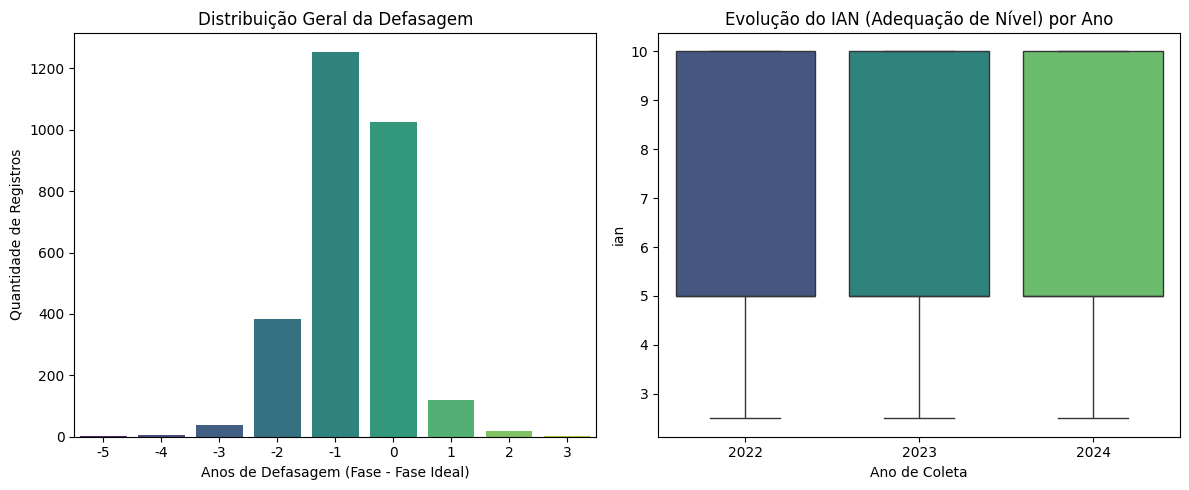 Distribuição Geral da Defasagem
Quantidade de Registros
1200
1000
800
600
400
200
0
-5 -4 -3 -2 -1 0 1 2 3
Anos de Defasagem (Fase - Fase Ideal)
Evolução do IAN (Adequação de Nível) por Ano
ian
10
9
8
7
6
5
4
3
2022 2023 2024
Ano de Coleta